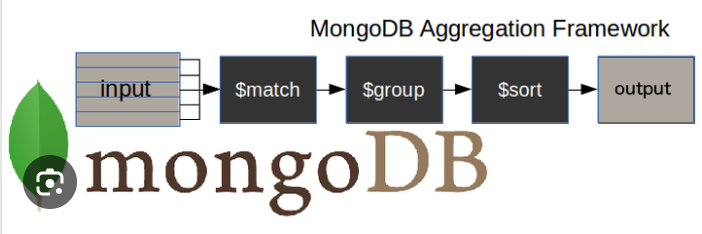 MongoDB Aggregation Framework
input $match $group $sort output
mongoDB